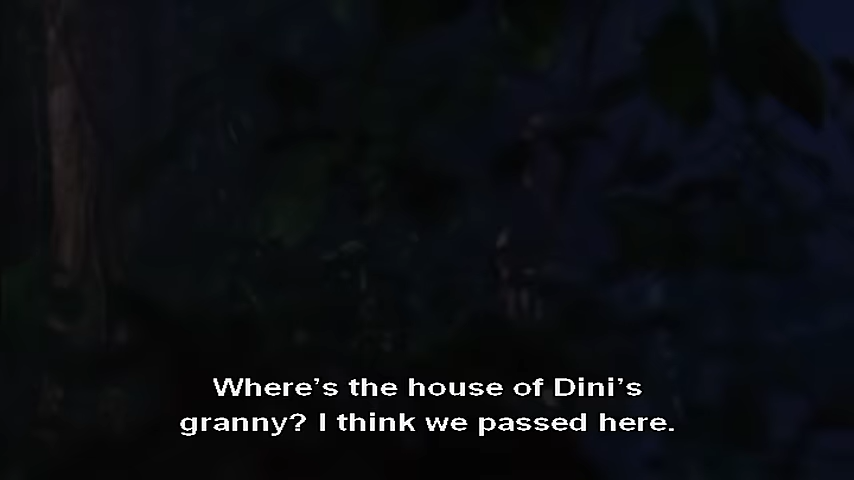 Where’s the house of Dini’s
granny? I think we passed here.